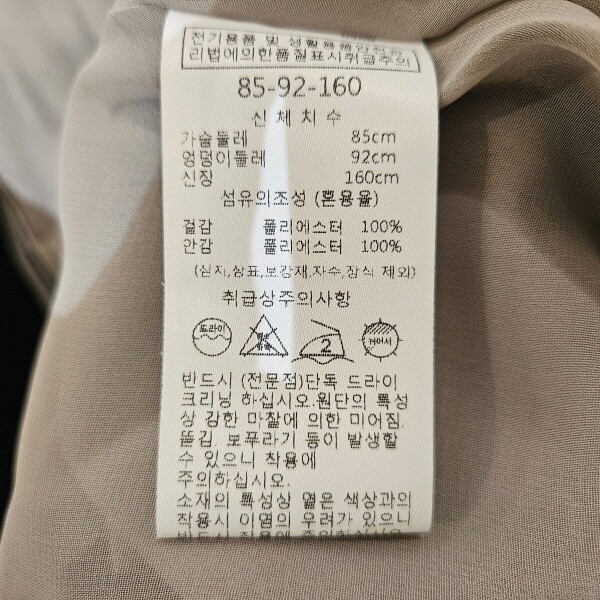 전기용품 및 생활용품안전관
리법에의한품질표시취급주의
85-92-160
신 체 치 수
가슴둘레 85cm
엉덩이둘레 92cm
신장 160cm
섬유의조성 (혼용율)
겉감 폴리에스터 100%
안감 폴리에스터 100%
(심지,상표,보강재,자수,장식 제외)
취급상주의사항
드라이 2 뉘어서
반드시 (전문점)단독 드라이
크리닝 하십시오.원단의 특성
상 강한 마찰에 의한 미어짐.
뜯김. 보푸라기 등이 발생할
수 있으니 착용에
주의하십시오.
소재의 특성상 옅은 색상과의
착용시 이염의 우려가 있으니